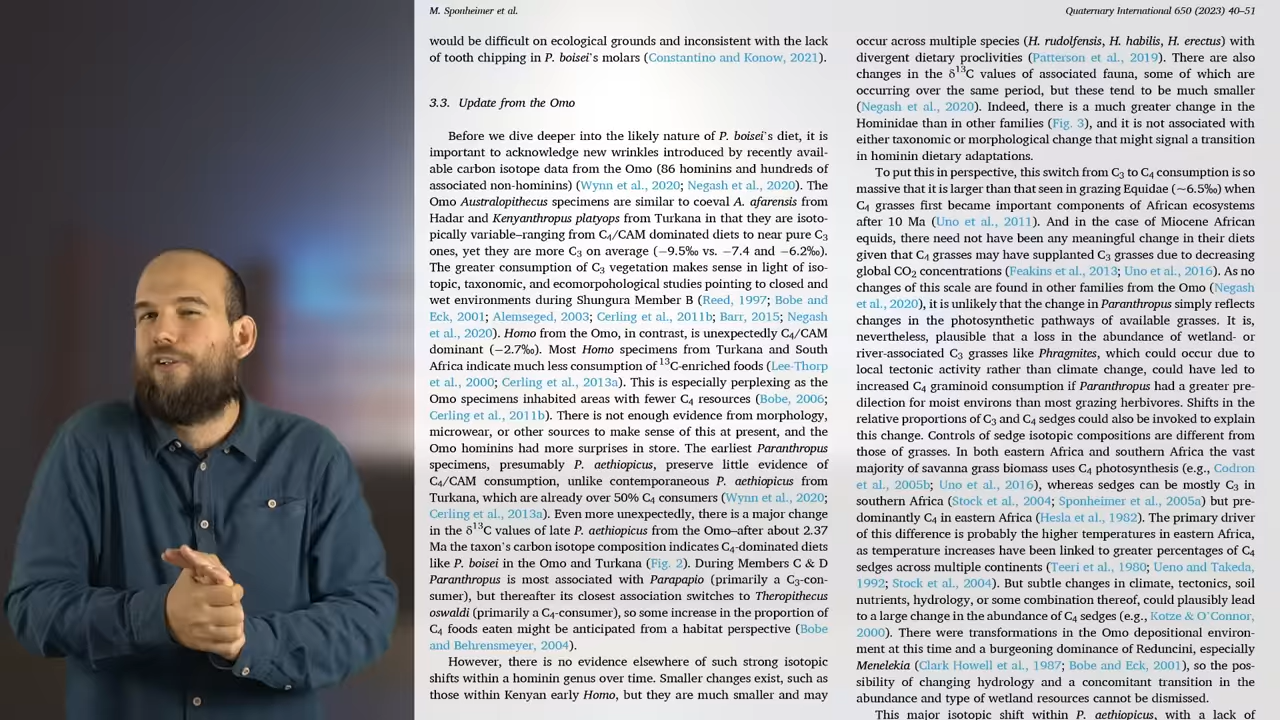 M. Sponheimer et al.
Quaternary International 650 (2023) 40–51
would be difficult on ecological grounds and inconsistent with the lack
of tooth chipping in P. boisei's molars (Constantino and Konow, 2021).
3.3. Update from the Omo
Before we dive deeper into the likely nature of P. boisei's diet, it is
important to acknowledge new wrinkles introduced by recently avail-
able carbon isotope data from the Omo (86 hominins and hundreds of
associated non-hominins) (Wynn et al., 2020; Negash et al., 2020). The
Omo Australopithecus specimens are similar to coeval A. afarensis from
Hadar and Kenyanthropus platyops from Turkana in that they are isoto-
pically variable–ranging from C₄/CAM dominated diets to near pure C₃
ones, yet they are more C₃ on average (−9.5‰ vs. −7.4 and −6.2‰).
The greater consumption of C₃ vegetation makes sense in light of iso-
topic, taxonomic, and ecomorpohological studies pointing to closed and
wet environments during Shungura Member B (Reed, 1997; Bobe and
Eck, 2001; Alemseged, 2003; Cerling et al., 2011b; Barr, 2015; Negash
et al., 2020). Homo from the Omo, in contrast, is unexpectedly C₄/CAM
dominant (−2.7‰). Most Homo specimens from Turkana and South
Africa indicate much less consumption of ¹³C-enriched foods (Lee-Thorp
et al., 2000; Cerling et al., 2013a). This is especially perplexing as the
Omo specimens inhabited areas with fewer C₄ resources (Bobe, 2006;
Cerling et al., 2011b). There is not enough evidence from morphology,
microwear, or other sources to make sense of this at present, and the
Omo hominins had more surprises in store. The earliest Paranthropus
specimens, presumably P. aethiopicus, preserve little evidence of
C₄/CAM consumption, unlike contemporaneous P. aethiopicus from
Turkana, which are already over 50% C₄ consumers (Wynn et al., 2020;
Cerling et al., 2013a). Even more unexpectedly, there is a major change
in the δ¹³C values of late P. aethiopicus from the Omo–after about 2.37
Ma the taxon's carbon isotope composition indicates C₄-dominated diets
like P. boisei in the Omo and Turkana (Fig. 2). During Members C & D
Paranthropus is most associated with Parapapio (primarily a C₃-con-
sumer), but thereafter its closest association switches to Theropithecus
oswaldi (primarily a C₄-consumer), so some increase in the proportion of
C₄ foods eaten might be anticipated from a habitat perspective (Bobe
and Behrensmeyer, 2004).
However, there is no evidence elsewhere of such strong isotopic
shifts within a hominin genus over time. Smaller changes exist, such as
those within Kenyan early Homo, but they are much smaller and may
occur across multiple species (H. rudolfensis, H. habilis, H. erectus) with
divergent dietary proclivities (Patterson et al., 2019). There are also
changes in the δ¹³C values of associated fauna, some of which are
occurring over the same period, but these tend to be much smaller
(Negash et al., 2020). Indeed, there is a much greater change in the
Hominidae than in other families (Fig. 3), and it is not associated with
either taxonomic or morphological change that might signal a transition
in hominin dietary adaptations.
To put this in perspective, this switch from C₃ to C₄ consumption is so
massive that it is larger than that seen in grazing Equidae (~6.5‰) when
C₄ grasses first became important components of African ecosystems
after 10 Ma (Uno et al., 2011). And in the case of Miocene African
equids, there need not have been any meaningful change in their diets
given that C₄ grasses may have supplanted C₃ grasses due to decreasing
global CO₂ concentrations (Feakins et al., 2013; Uno et al., 2016). As no
changes of this scale are found in other families from the Omo (Negash
et al., 2020), it is unlikely that the change in Paranthropus simply reflects
changes in the photosynthetic pathways of available grasses. It is,
nevertheless, plausible that a loss in the abundance of wetland- or
river-associated C₃ grasses like Phragmites, which could occur due to
local tectonic activity rather than climate change, could have led to
increased C₄ graminoid consumption if Paranthropus had a greater pre-
dilection for moist environs than most grazing herbivores. Shifts in the
relative proportions of C₃ and C₄ sedges could also be invoked to explain
this change. Controls of sedge isotopic compositions are different from
those of grasses. In both eastern Africa and southern Africa the vast
majority of savanna grass biomass uses C₄ photosynthesis (e.g., Codron
et al., 2005b; Uno et al., 2016), whereas sedges can be mostly C₃ in
southern Africa (Stock et al., 2004; Sponheimer et al., 2005a) but pre-
dominantly C₄ in eastern Africa (Hesla et al., 1982). The primary driver
of this difference is probably the higher temperatures in eastern Africa,
as temperature increases have been linked to greater percentages of C₄
sedges across multiple continents (Teeri et al., 1980; Ueno and Takeda,
1992; Stock et al., 2004). But subtle changes in climate, tectonics, soil
nutrients, hydrology, or some combination thereof, could plausibly lead
to a large change in the abundance of C₄ sedges (e.g., Kotze & O'Connor,
2000). There were transformations in the Omo depositional environ-
ment at this time and a burgeoning dominance of Reduncini, especially
Menelekia (Clark Howell et al., 1987; Bobe and Eck, 2001), so the pos-
sibility of changing hydrology and a concomitant transition in the
abundance and type of wetland resources cannot be dismissed.
This major isotopic shift within P. aethiopicus, with a lack of